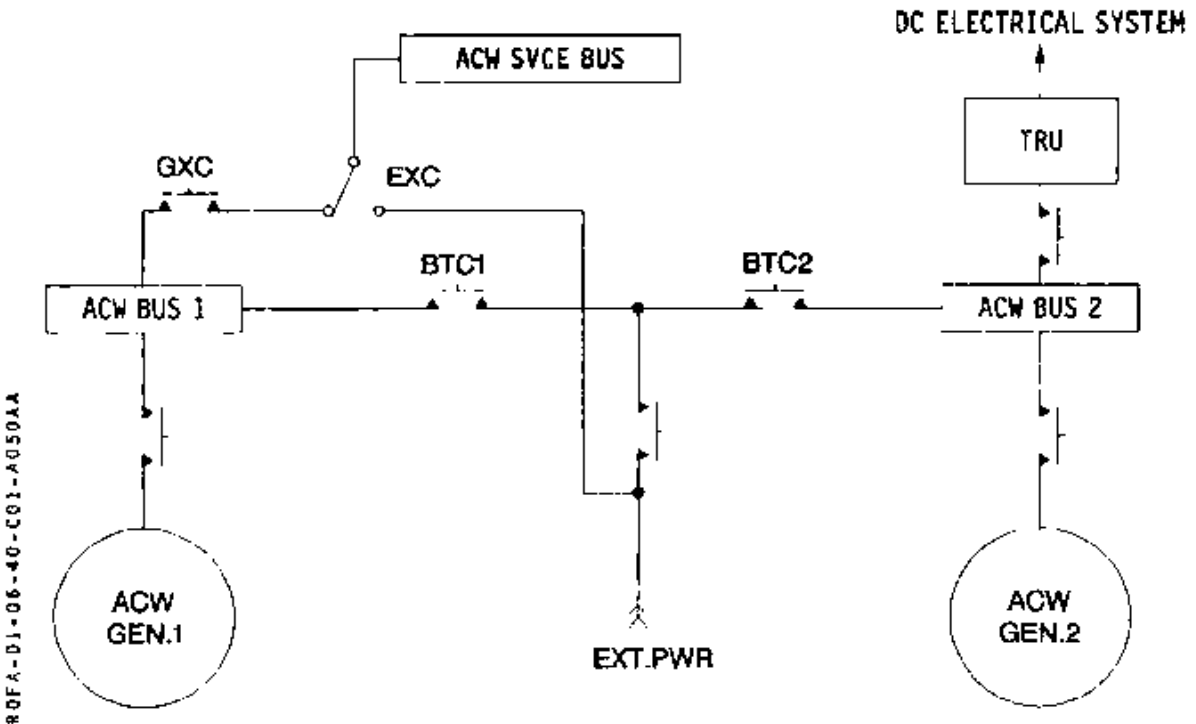 DC ELECTRICAL SYSTEM
ACW SVCE BUS
TRU
GXC
EXC
BTC1
BTC2
ACW BUS 1
ACW BUS 2
ACW
GEN.1
ACW
GEN.2
EXT.PWR